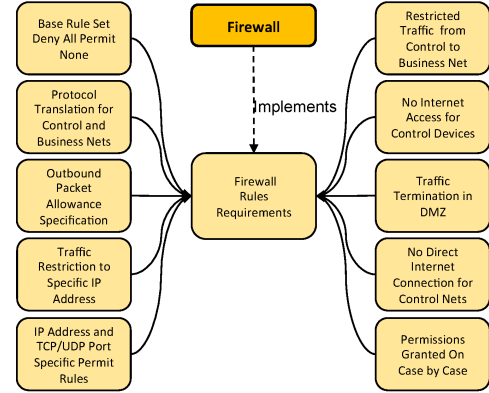 Base Rule Set
Deny All Permit
None
Protocol
Translation for
Control and
Business Nets
Outbound
Packet
Allowance
Specification
Traffic
Restriction to
Specific IP
Address
IP Address and
TCP/UDP Port
Specific Permit
Rules
Firewall
Implements
Firewall
Rules
Requirements
Restricted
Traffic from
Control to
Business Net
No Internet
Access for
Control Devices
Traffic
Termination in
DMZ
No Direct
Internet
Connection for
Control Nets
Permissions
Granted On
Case by Case